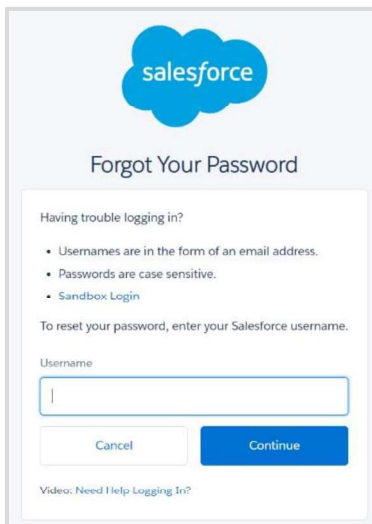 salesforce
Forgot Your Password
Having trouble logging in?
• Usernames are in the form of an email address.
• Passwords are case sensitive.
• Sandbox Login
To reset your password, enter your Salesforce username.
Username
Cancel
Continue
Video: Need Help Logging In?